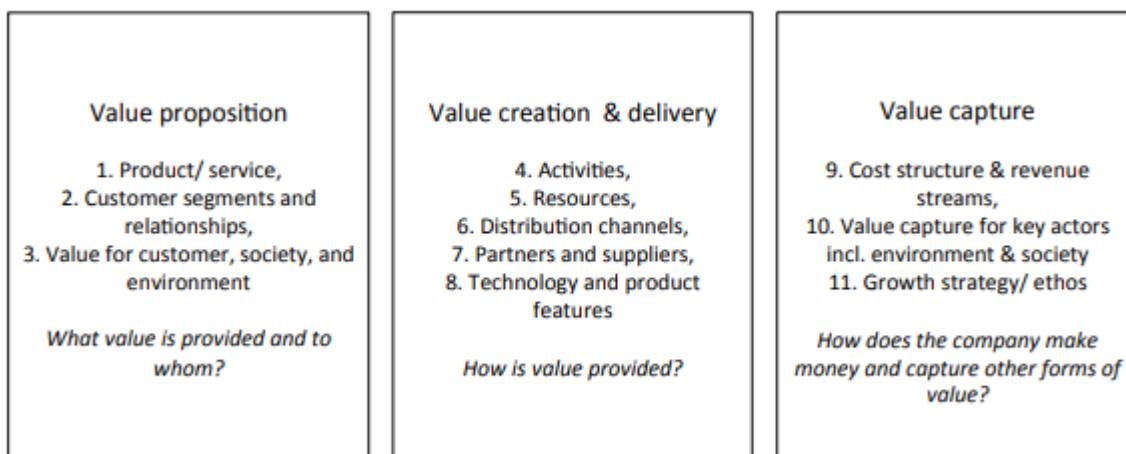 Value proposition
1. Product/ service,
2. Customer segments and
relationships,
3. Value for customer, society, and
environment
What value is provided and to
whom?
Value creation & delivery
4. Activities,
5. Resources,
6. Distribution channels,
7. Partners and suppliers,
8. Technology and product
features
How is value provided?
Value capture
9. Cost structure & revenue
streams,
10. Value capture for key actors
incl. environment & society
11. Growth strategy/ ethos
How does the company make
money and capture other forms of
value?